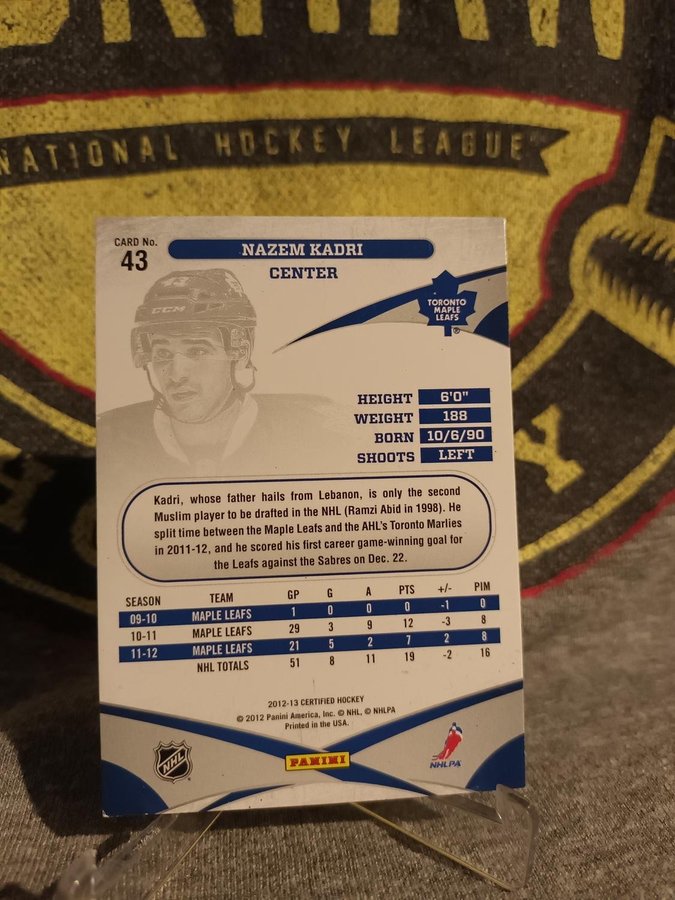 NATIONAL HOCKEY LEAGUE
CARD No.
43
NAZEM KADRI
CENTER
TORONTO
MAPLE
LEAFS
®
43
CCM
HEIGHT 6'0"
WEIGHT 188
BORN 10/6/90
SHOOTS LEFT
Kadri, whose father hails from Lebanon, is only the second
Muslim player to be drafted in the NHL (Ramzi Abid in 1998). He
split time between the Maple Leafs and the AHL's Toronto Marlies
in 2011-12, and he scored his first career game-winning goal for
the Leafs against the Sabres on Dec. 22.
SEASON TEAM GP G A PTS +/- PIM
09-10 MAPLE LEAFS 1 0 0 0 -1 0
10-11 MAPLE LEAFS 29 3 9 12 -3 8
11-12 MAPLE LEAFS 21 5 2 7 2 8
NHL TOTALS 51 8 11 19 -2 16
2012-13 CERTIFIED HOCKEY
© 2012 Panini America, Inc. © NHL, © NHLPA
Printed in the USA.
NHL
PANINI
NHLPA